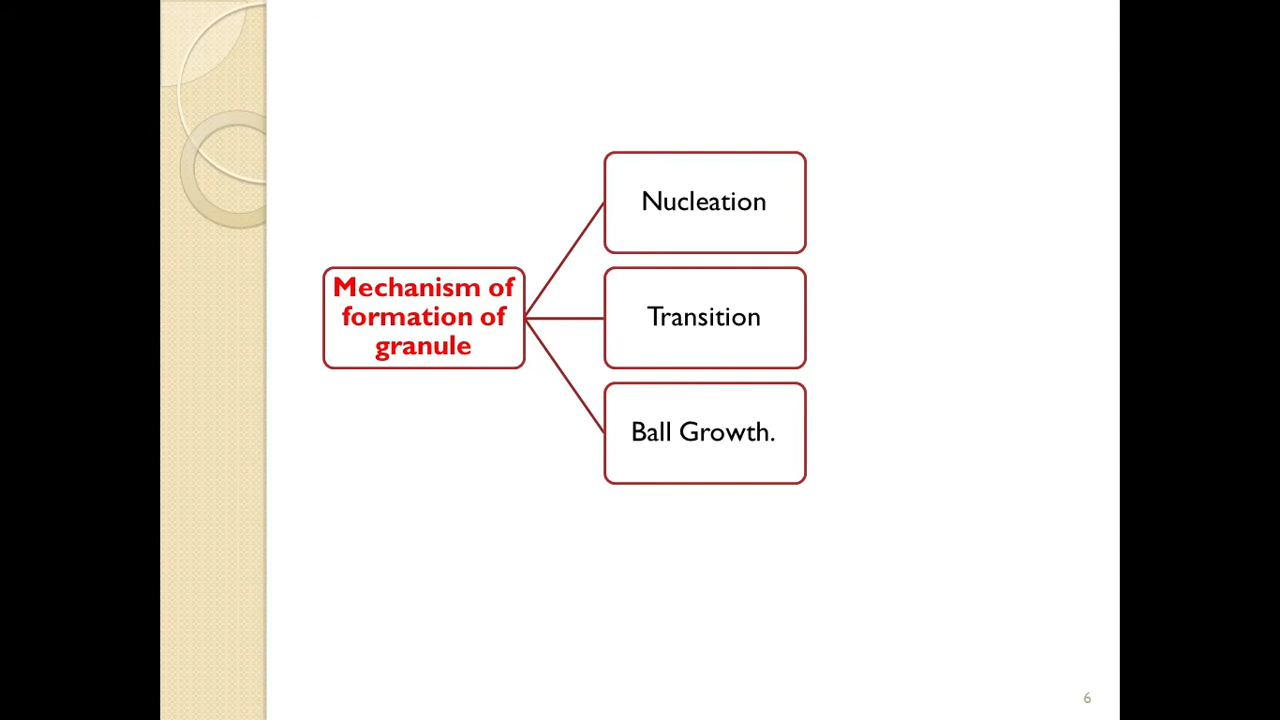 Mechanism of
formation of
granule
Nucleation
Transition
Ball Growth.
6